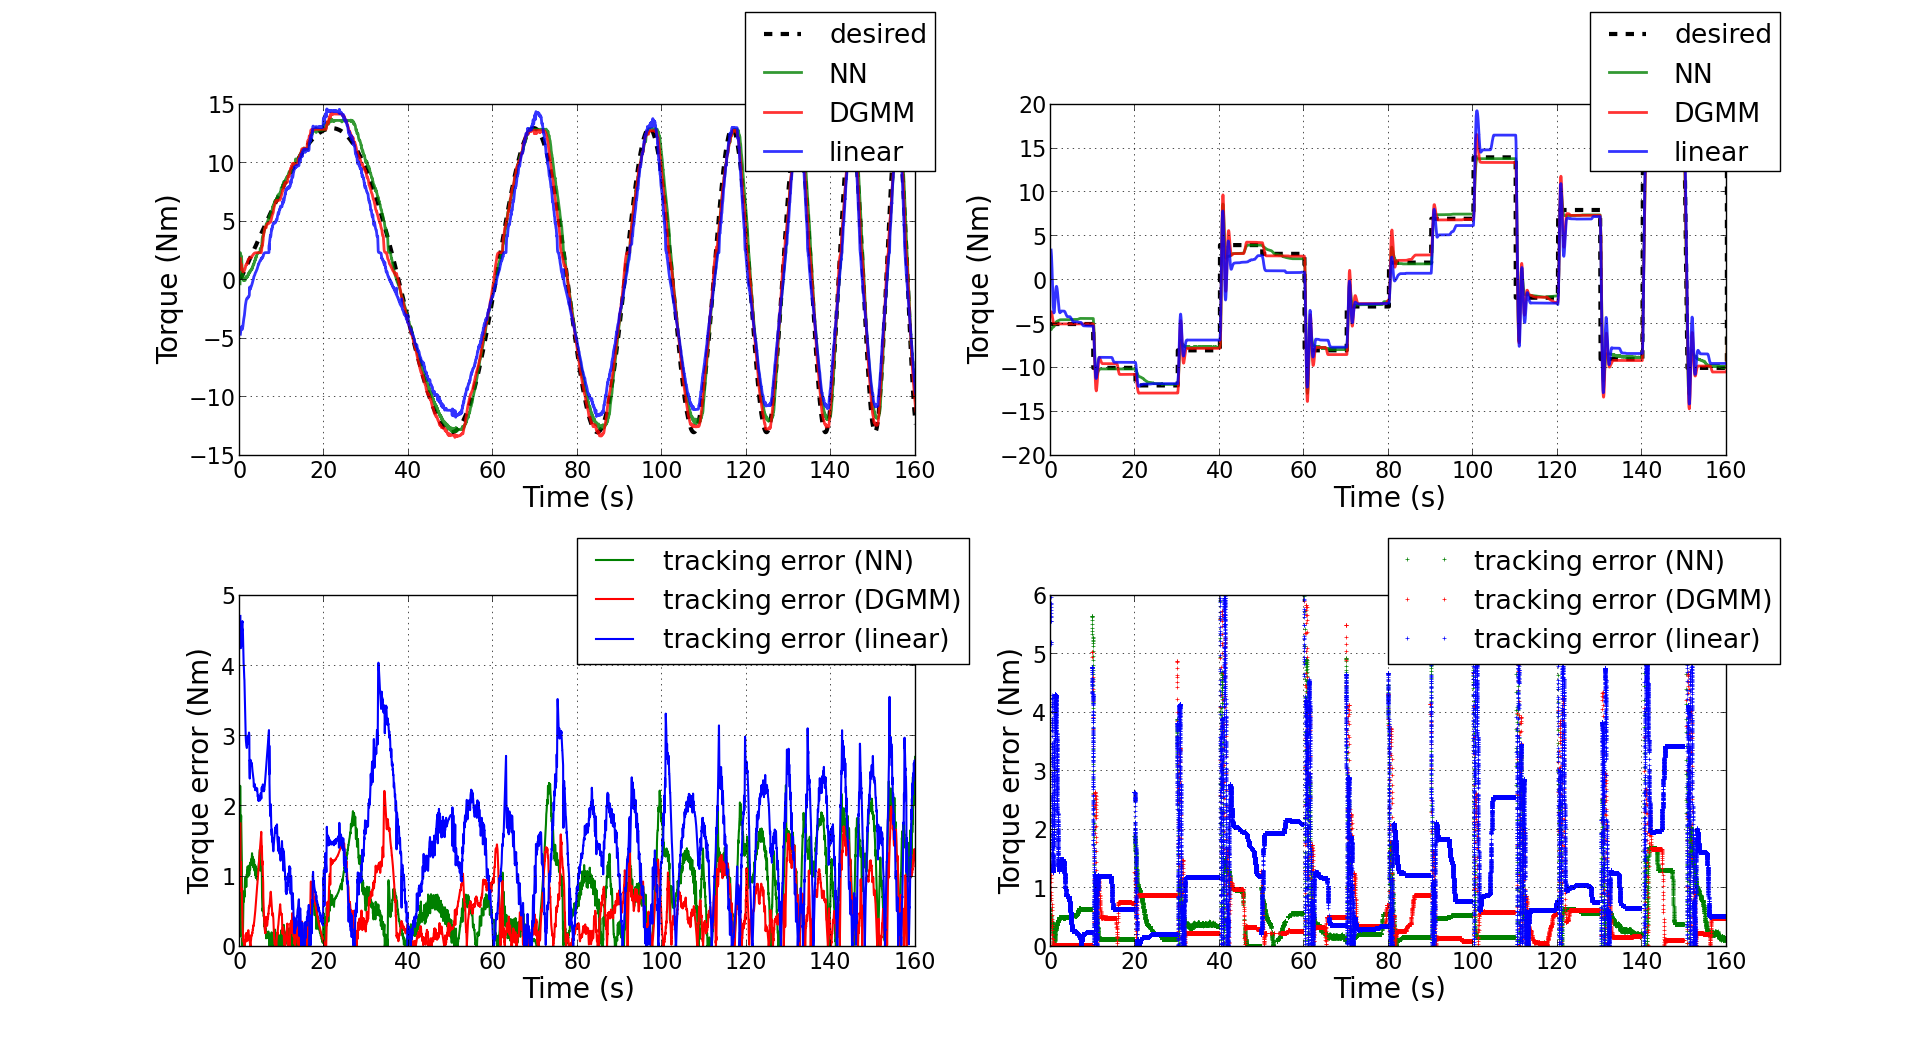 desired
NN
DGMM
linear
15
10
5
0
−5
−10
−15
Torque (Nm)
0 20 40 60 80 100 120 140 160
Time (s)
desired
NN
DGMM
linear
20
15
10
5
0
−5
−10
−15
−20
Torque (Nm)
0 20 40 60 80 100 120 140 160
Time (s)
tracking error (NN)
tracking error (DGMM)
tracking error (linear)
5
4
3
2
1
0
Torque error (Nm)
0 20 40 60 80 100 120 140 160
Time (s)
tracking error (NN)
tracking error (DGMM)
tracking error (linear)
6
5
4
3
2
1
0
Torque error (Nm)
0 20 40 60 80 100 120 140 160
Time (s)